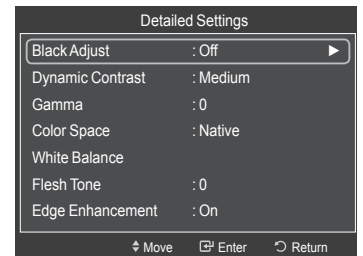 Detailed Settings
Black Adjust : Off ►
Dynamic Contrast : Medium
Gamma : 0
Color Space : Native
White Balance
Flesh Tone : 0
Edge Enhancement : On
Move Enter Return